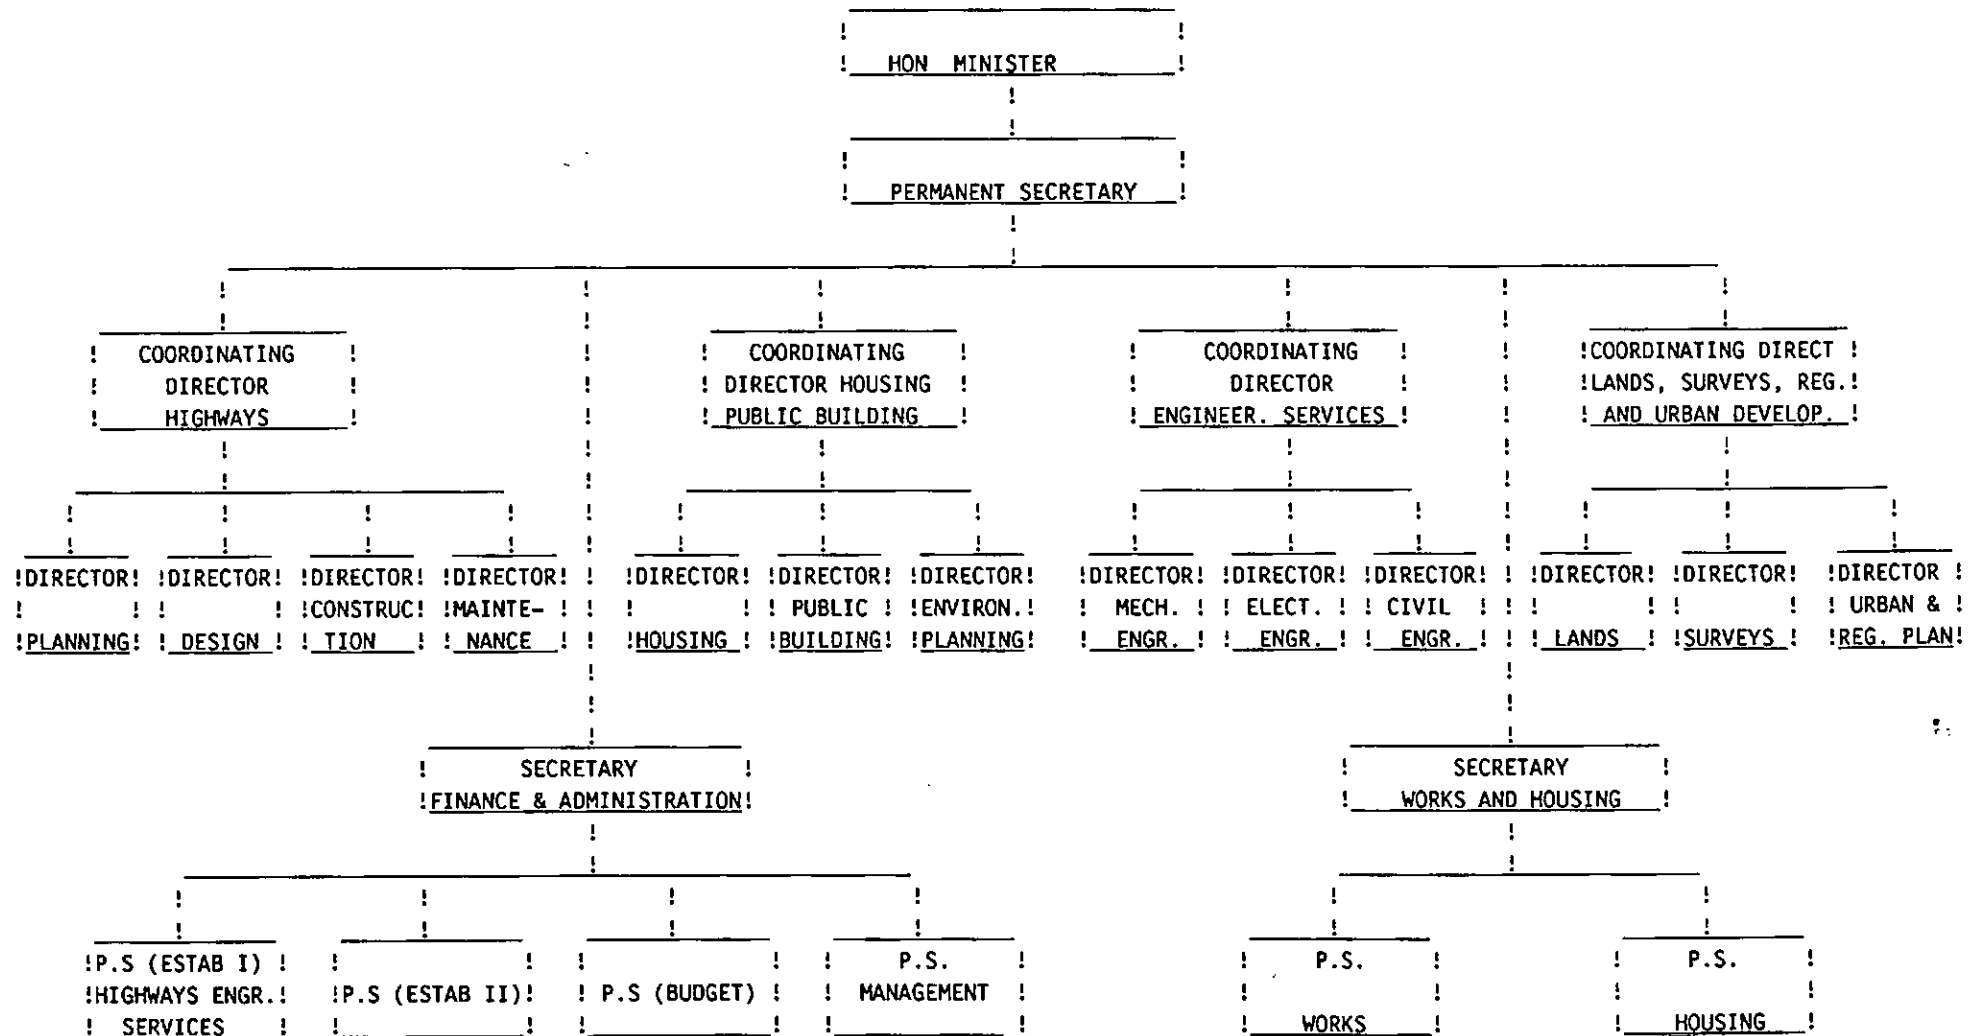 HON MINISTER
PERMANENT SECRETARY
COORDINATING
DIRECTOR
HIGHWAYS
COORDINATING
DIRECTOR HOUSING
PUBLIC BUILDING
COORDINATING
DIRECTOR
ENGINEER. SERVICES
COORDINATING DIRECT
LANDS, SURVEYS, REG.
AND URBAN DEVELOP.
DIRECTOR
PLANNING
DIRECTOR
DESIGN
DIRECTOR
CONSTRUC
TION
DIRECTOR
MAINTE-
NANCE
DIRECTOR
HOUSING
DIRECTOR
PUBLIC
BUILDING
DIRECTOR
ENVIRON.
PLANNING
DIRECTOR
MECH.
ENGR.
DIRECTOR
ELECT.
ENGR.
DIRECTOR
CIVIL
ENGR.
DIRECTOR
LANDS
DIRECTOR
SURVEYS
DIRECTOR
URBAN &
REG. PLAN
SECRETARY
FINANCE & ADMINISTRATION
SECRETARY
WORKS AND HOUSING
P.S (ESTAB I)
HIGHWAYS ENGR.
SERVICES
P.S (ESTAB II)
P.S (BUDGET)
P.S.
MANAGEMENT
P.S.
WORKS
P.S.
HOUSING